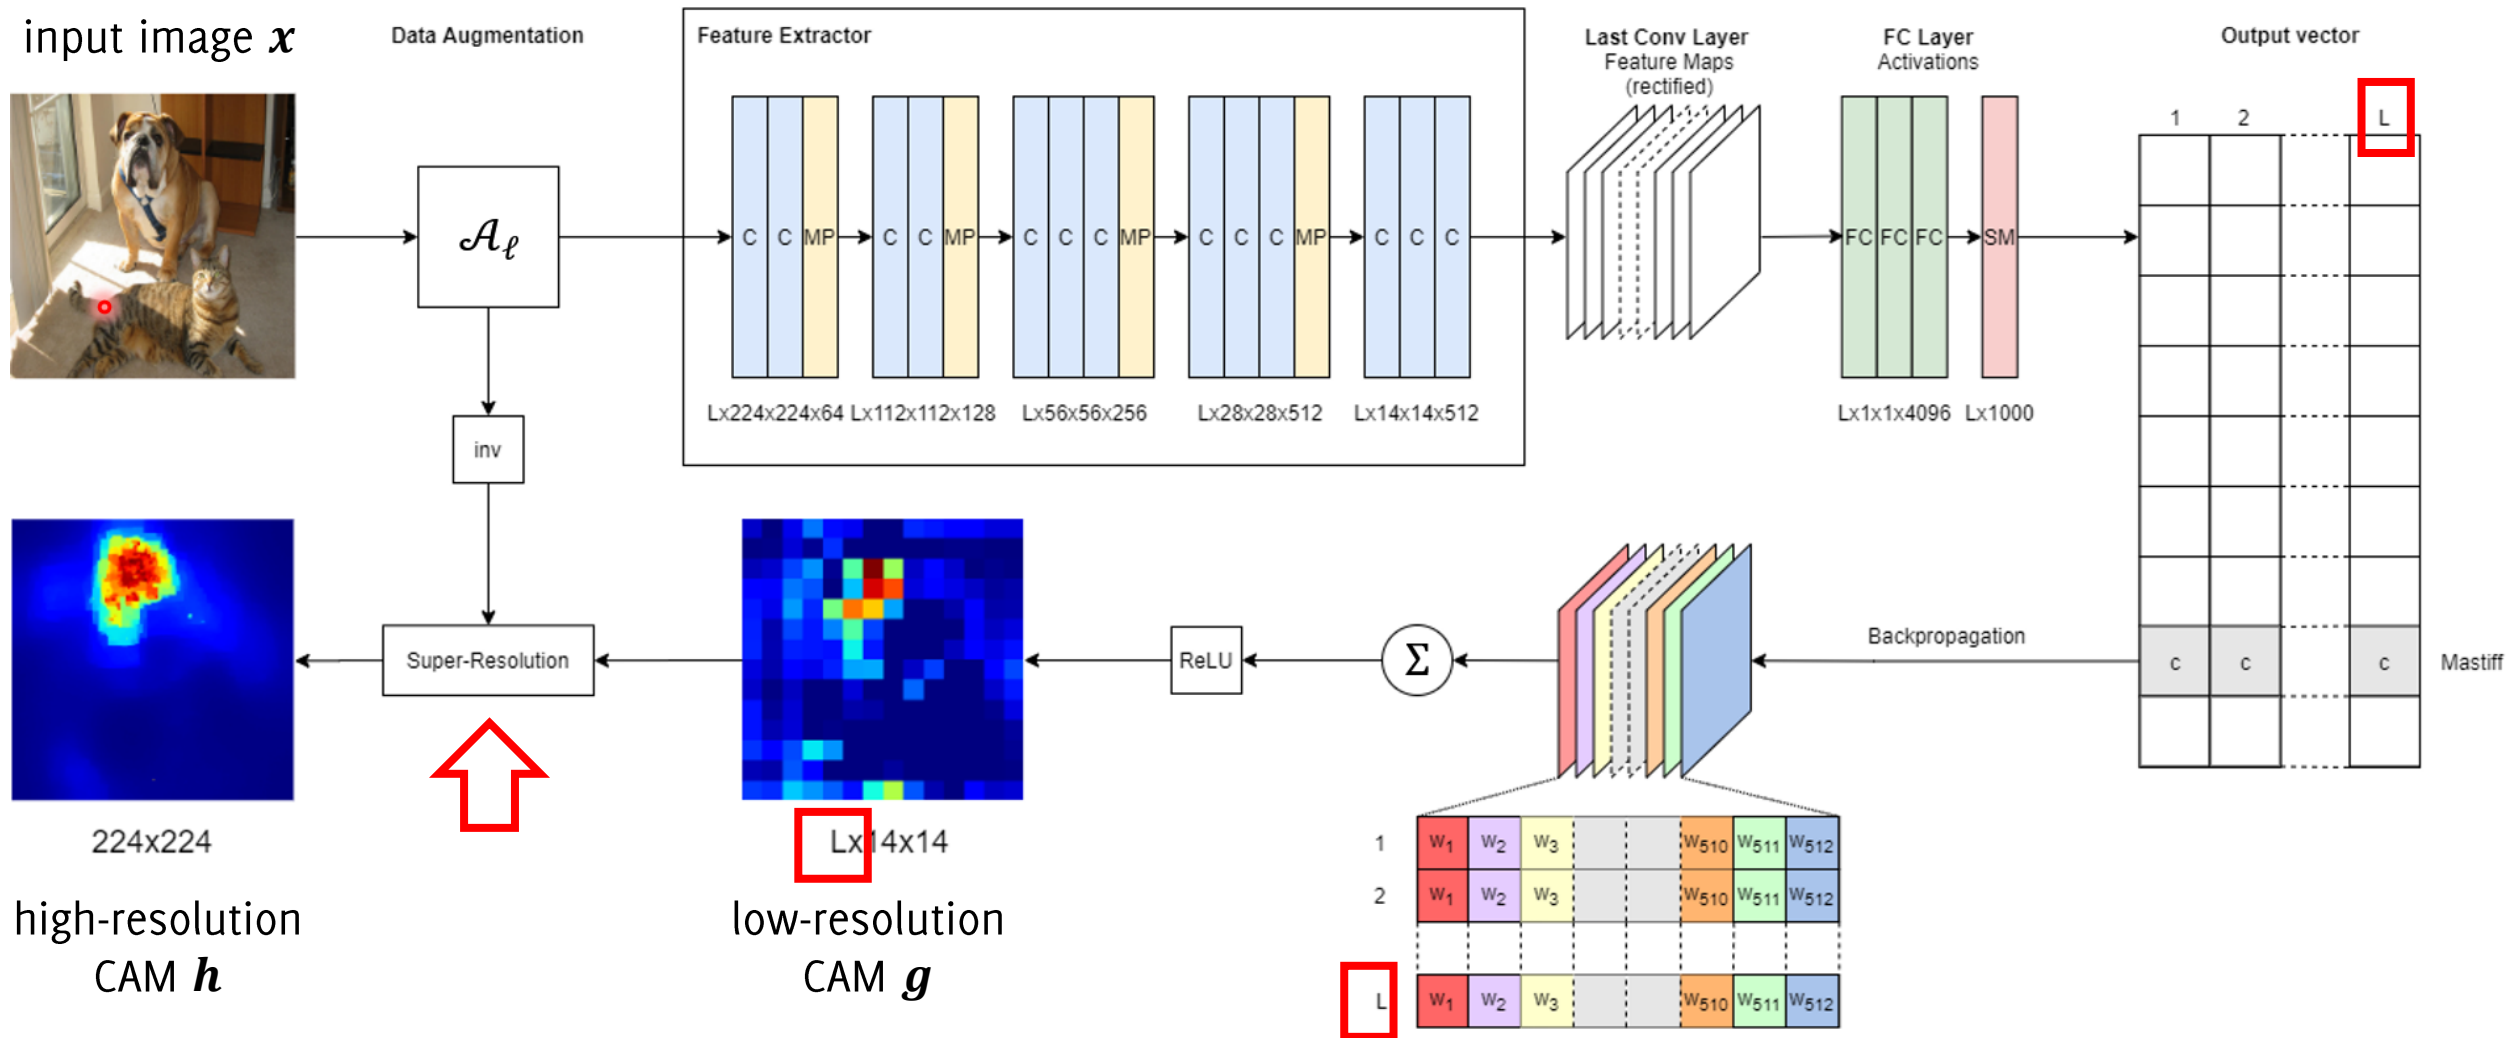 input image x
Data Augmentation
Feature Extractor
Last Conv Layer
Feature Maps
(rectified)
FC Layer
Activations
Output vector
1 2 L
𝒜ℓ
C C MP C C MP C C C MP C C C MP C C C
FC FC FC SM
Lx224x224x64 Lx112x112x128 Lx56x56x256 Lx28x28x512 Lx14x14x512
Lx1x1x4096 Lx1000
inv
Super-Resolution
ReLU
Σ
Backpropagation
c c c Mastiff
224x224
high-resolution
CAM h
Lx14x14
low-resolution
CAM g
1 w1 w2 w3 w510 w511 w512
2 w1 w2 w3 w510 w511 w512
L w1 w2 w3 w510 w511 w512